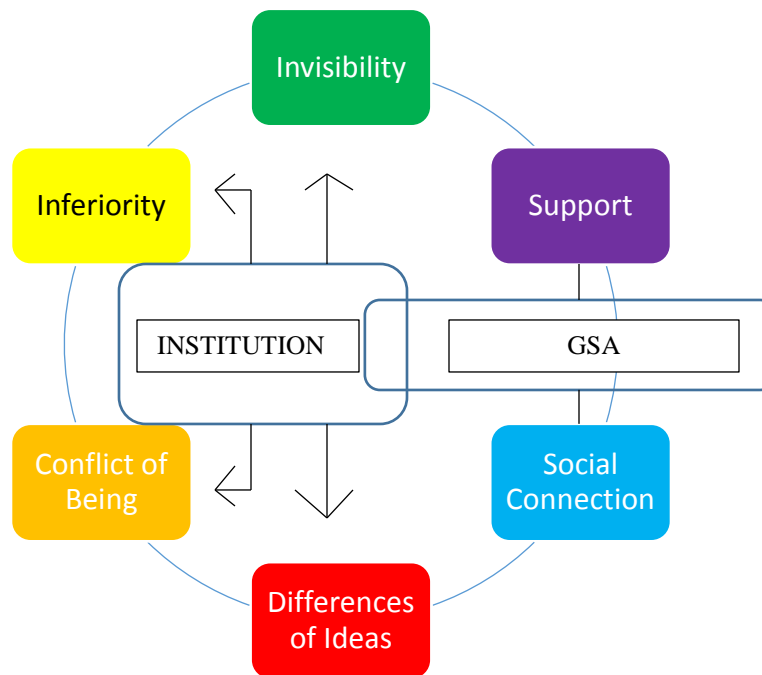 Invisibility
Inferiority
Support
INSTITUTION
GSA
Conflict of
Being
Social
Connection
Differences
of Ideas